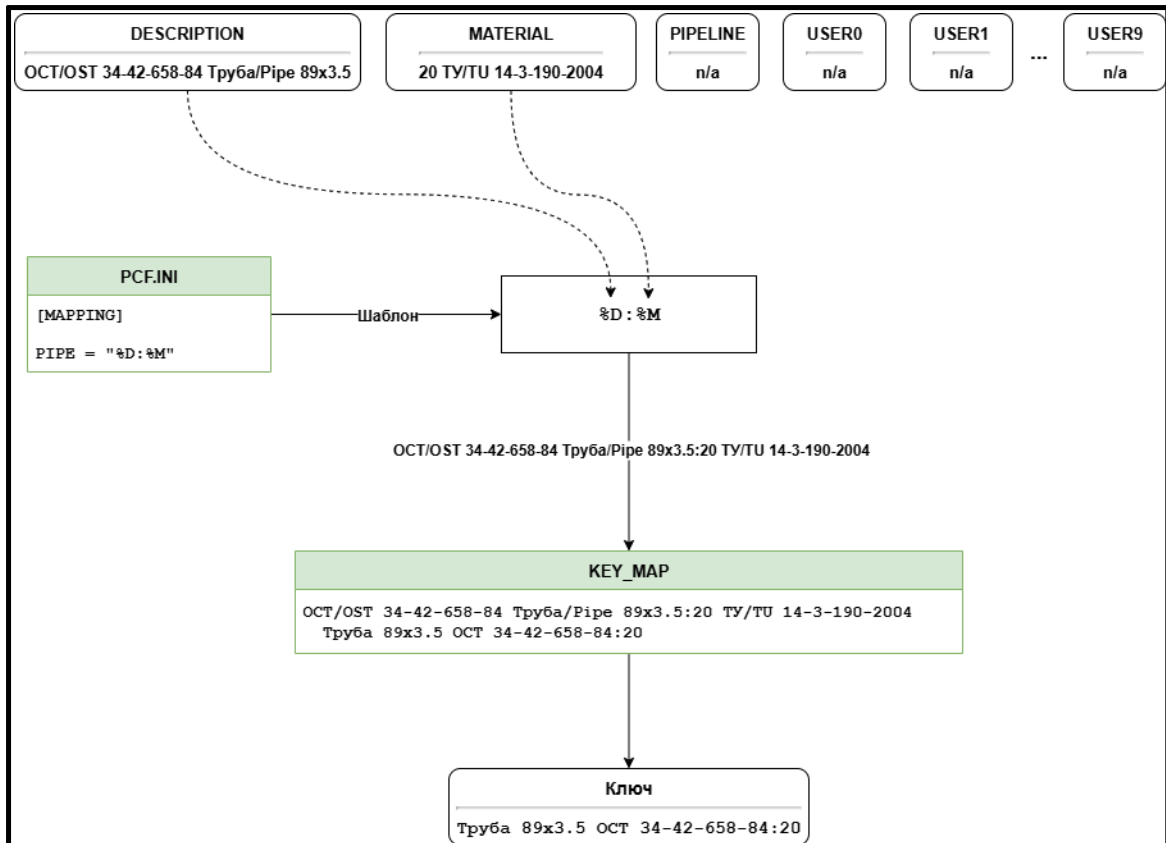 DESCRIPTION
ОСТ/OST 34-42-658-84 Труба/Pipe 89x3.5
MATERIAL
20 ТУ/TU 14-3-190-2004
PIPELINE
n/a
USER0
n/a
USER1
n/a
...
USER9
n/a
PCF.INI
[MAPPING]
PIPE = "%D:%M"
Шаблон
%D:%M
ОСТ/OST 34-42-658-84 Труба/Pipe 89x3.5:20 ТУ/TU 14-3-190-2004
KEY_MAP
ОСТ/OST 34-42-658-84 Труба/Pipe 89x3.5:20 ТУ/TU 14-3-190-2004
Труба 89x3.5 ОСТ 34-42-658-84:20
Ключ
Труба 89x3.5 ОСТ 34-42-658-84:20